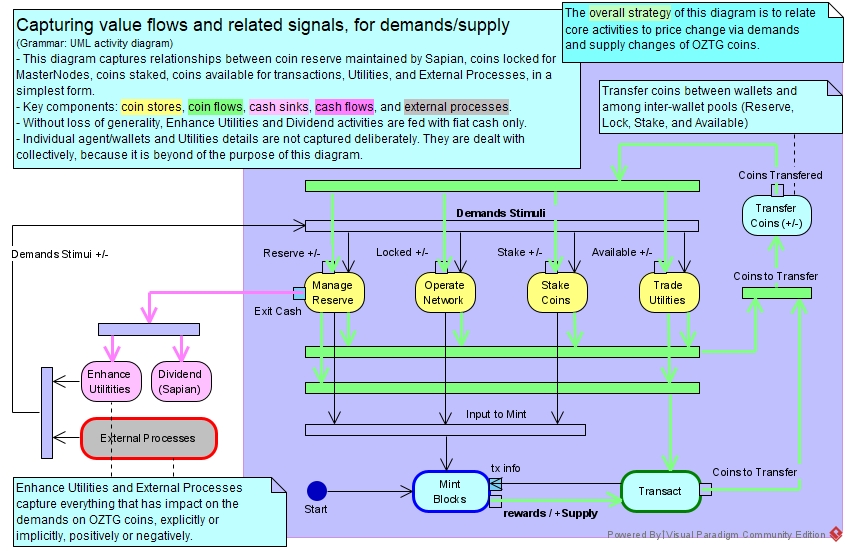 Capturing value flows and related signals, for demands/supply
(Grammar: UML activity diagram)
- This diagram captures relationships between coin reserve maintained by Sapian, coins locked for
MasterNodes, coins staked, coins available for transactions, Utilities, and External Processes, in a
simplest form.
- Key components: coin stores, coin flows, cash sinks, cash flows, and external processes.
- Without loss of generality, Enhance Utilities and Dividend activities are fed with fiat cash only.
- Individual agent/wallets and Utilities details are not captured deliberately. They are dealt with
collectively, because it is beyond of the purpose of this diagram.
The overall strategy of this diagram is to relate
core activities to price change via demands
and supply changes of OZTG coins.
Transfer coins between wallets and
among inter-wallet pools (Reserve,
Lock, Stake, and Available)
Coins Transfered
Transfer
Coins (+/-)
Demands Stimuli
Demands Stimui +/-
Reserve +/-
Locked +/-
Stake +/-
Available +/-
Manage
Reserve
Operate
Network
Stake
Coins
Trade
Utilities
Coins to Transfer
Exit Cash
Enhance
Utilitities
Dividend
(Sapian)
External Processes
Input to Mint
Start
Mint
Blocks
tx info
rewards / +Supply
Transact
Coins to Transfer
Enhance Utilities and External Processes
capture everything that has impact on the
demands on OZTG coins, explicitly or
implicitly, positively or negatively.
Powered By Visual Paradigm Community Edition